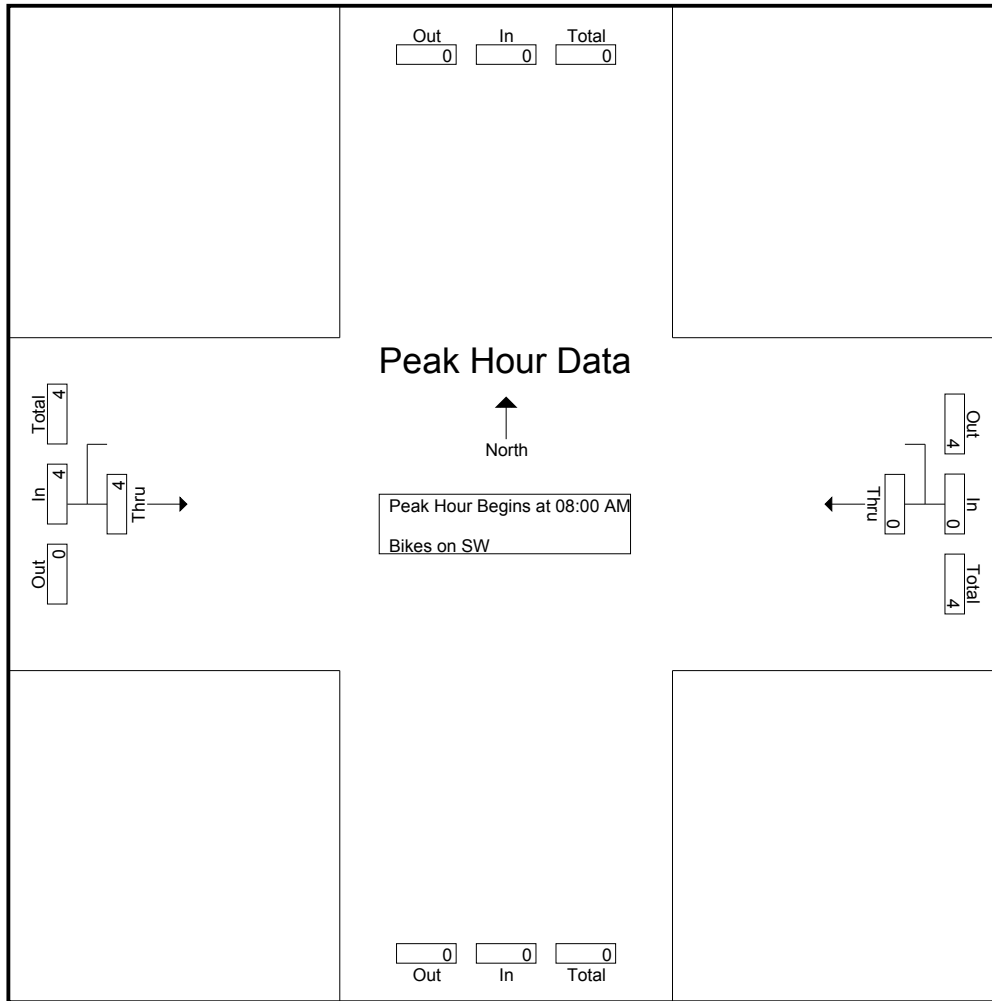 Out In Total
0 0 0
Peak Hour Data
North
Peak Hour Begins at 08:00 AM
Bikes on SW
Total
4
In
4
Out
0
Thru
4
Out
4
In
0
Total
4
Thru
0
0 0 0
Out In Total